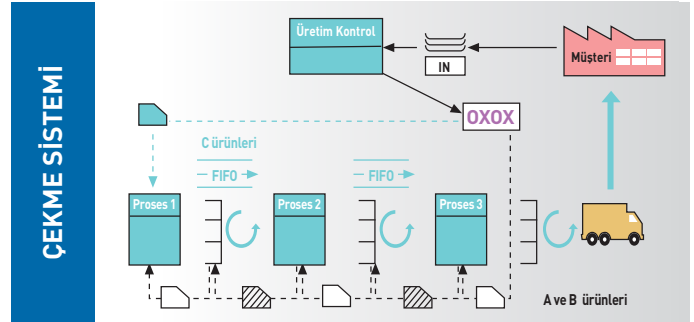 ÇEKME SİSTEMİ
Üretim Kontrol
IN
Müşteri
OXOX
C ürünleri
FIFO
FIFO
Proses 1
Proses 2
Proses 3
A ve B ürünleri